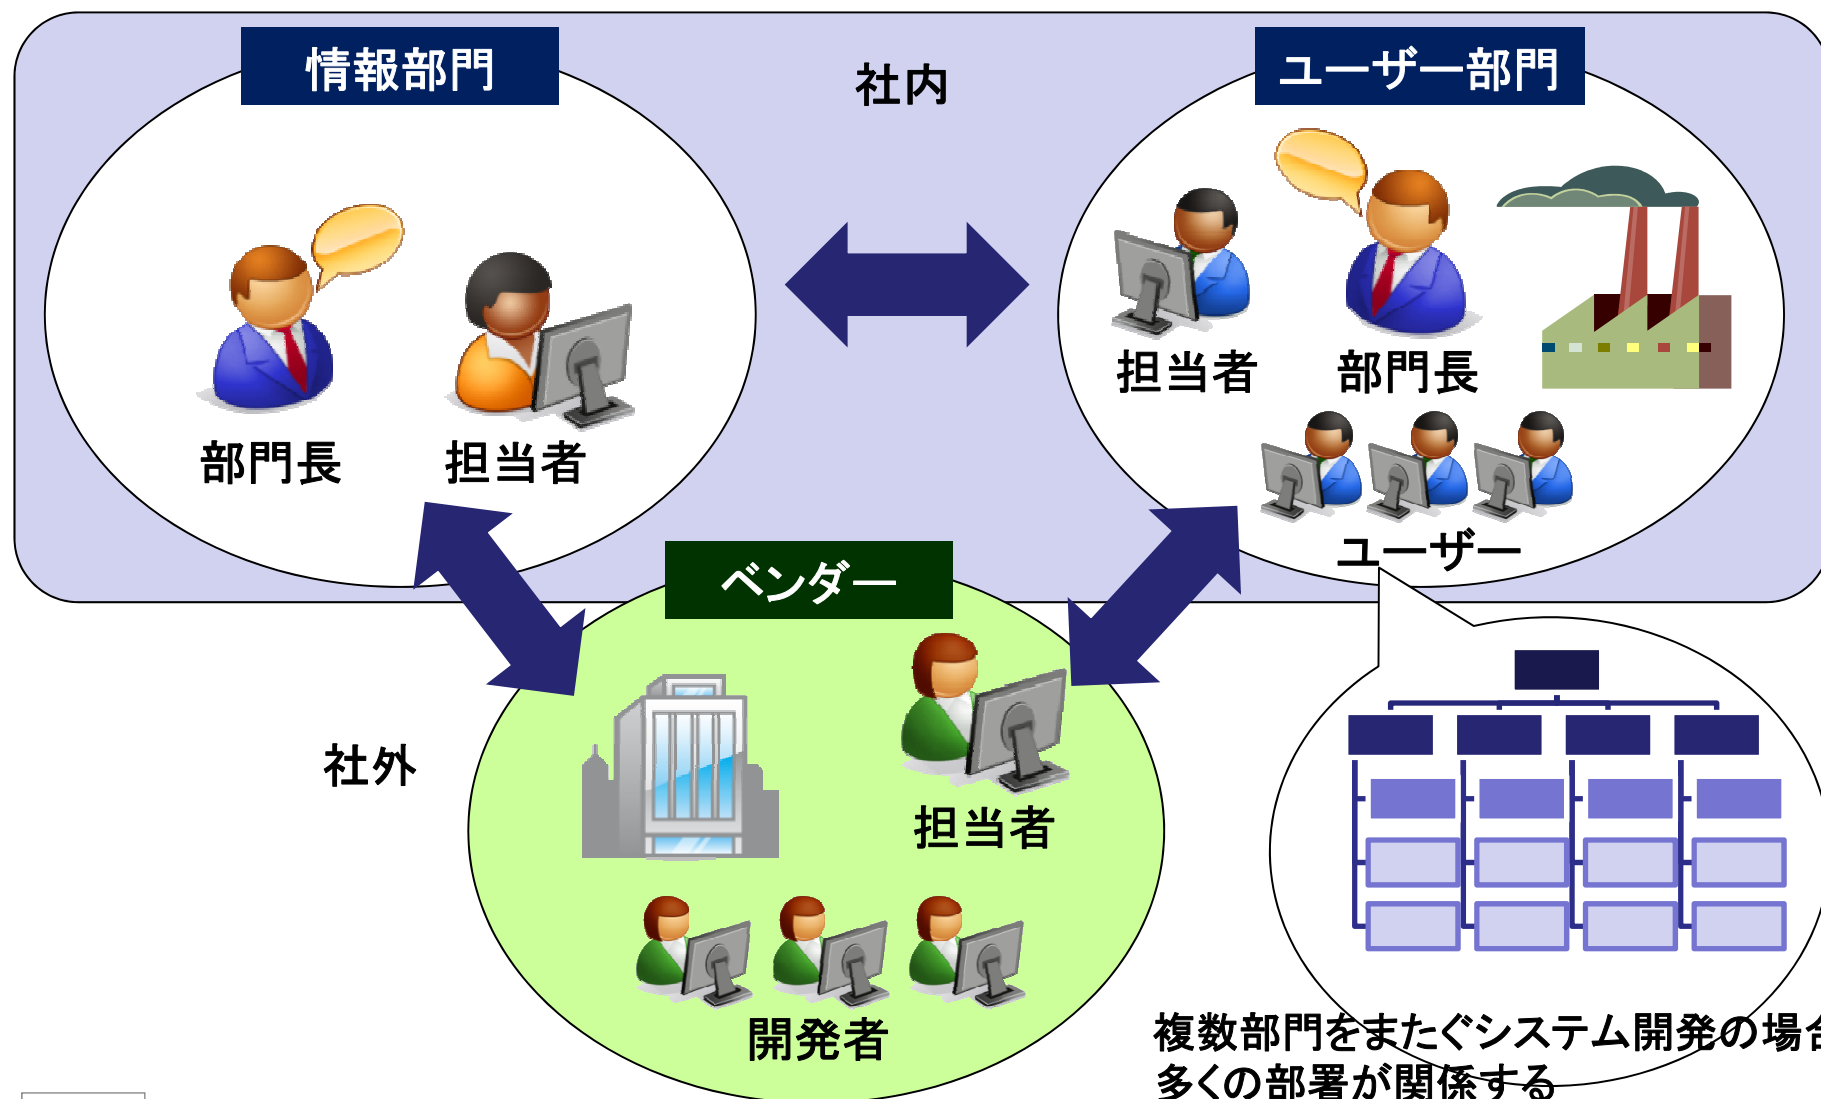 情報部門
社内
ユーザー部門
担当者
部門長
部門長
担当者
ユーザー
ベンダー
社外
担当者
開発者
複数部門をまたぐシステム開発の場合
多くの部署が関係する